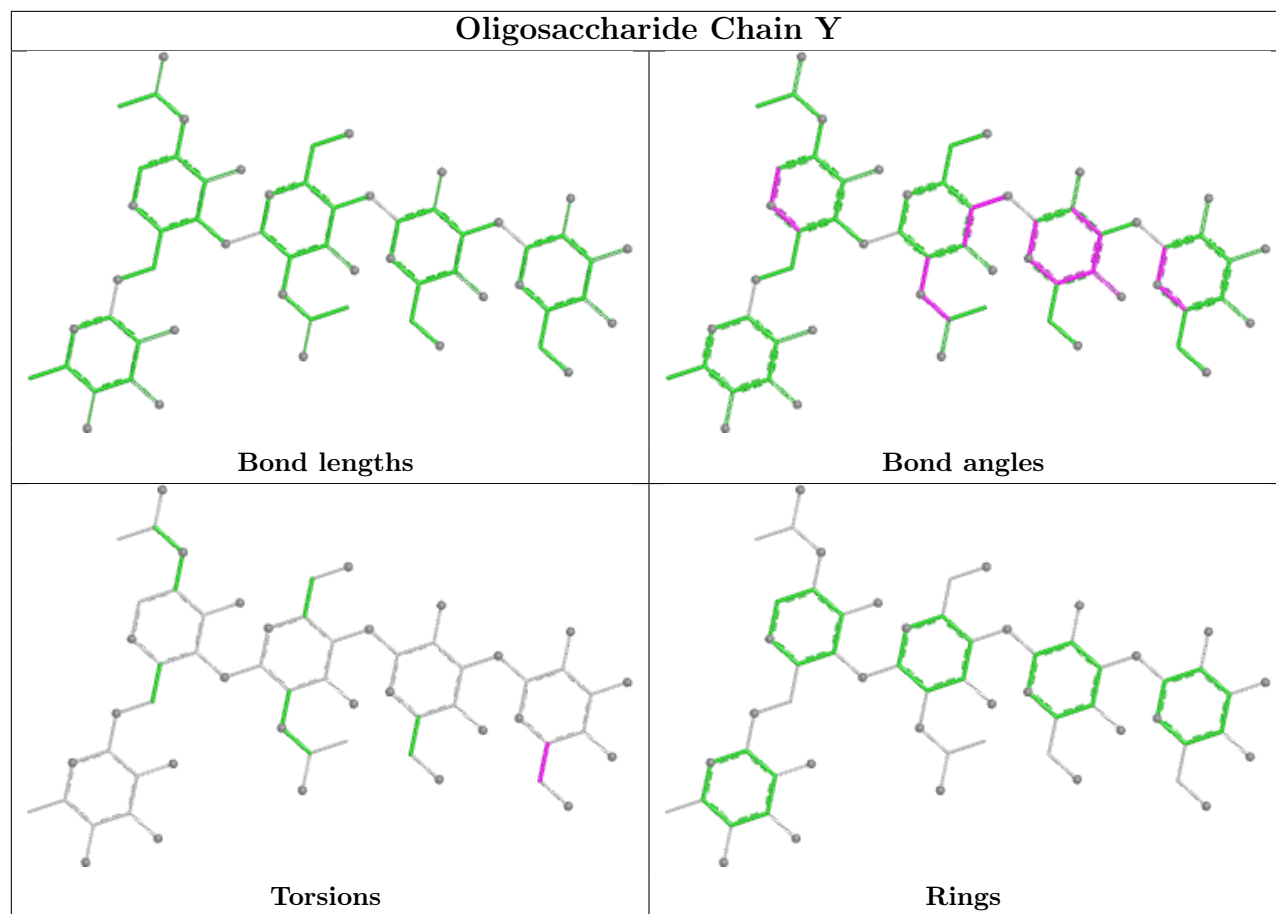 Oligosaccharide Chain Y
Bond lengths
Bond angles
Torsions
Rings